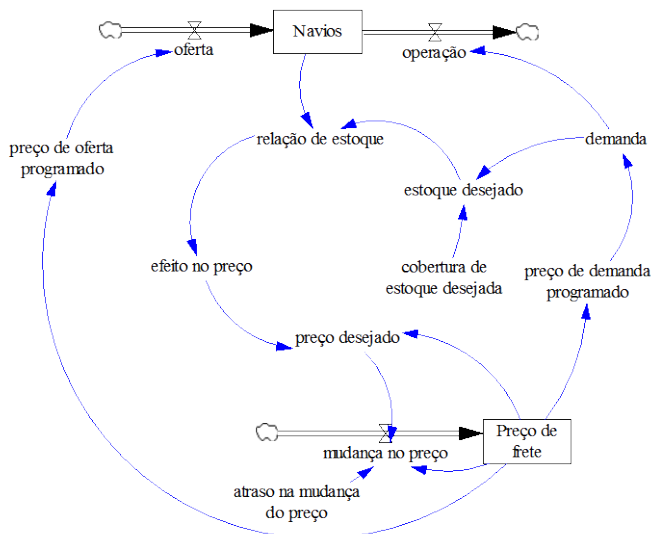 Navios
oferta
operação
relação de estoque
demanda
preço de oferta
programado
estoque desejado
efeito no preço
cobertura de
estoque desejada
preço de demanda
programado
preço desejado
Preço de
frete
mudança no preço
atraso na mudança
do preço